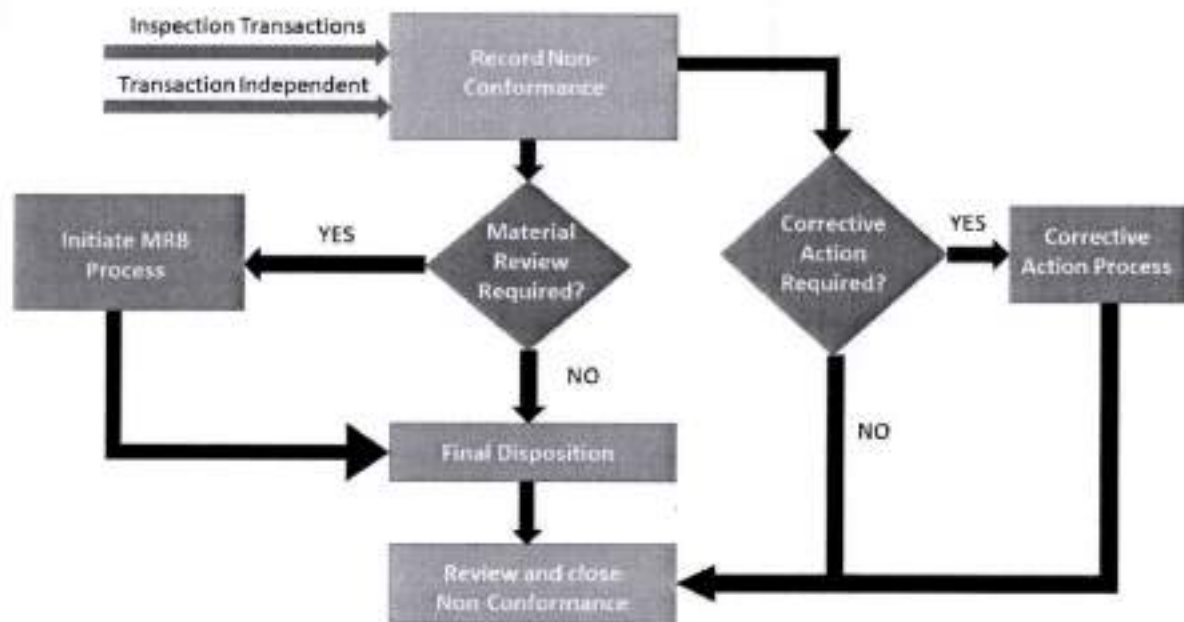 Inspection Transactions
Transaction Independent
Record Non-
Conformance
Initiate MRB
Process
YES
Material
Review
Required?
Corrective
Action
Required?
YES
Corrective
Action Process
NO
NO
Final Disposition
Review and close
Non-Conformance